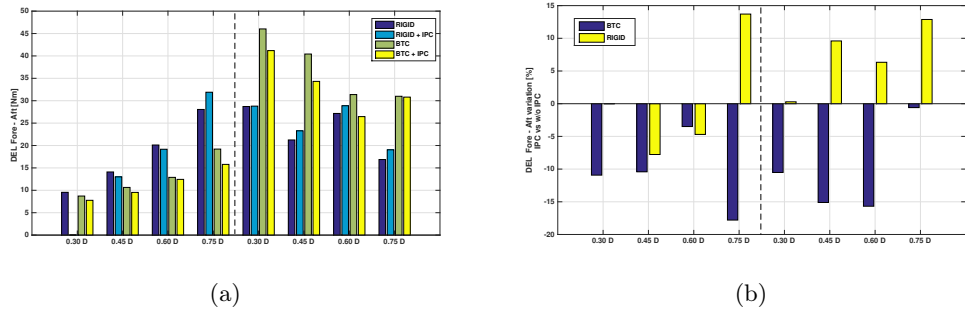 50
45
40
35
30
25
20
15
10
5
0
DEL Fore - Aft [Nm]
RIGID
RIGID + IPC
BTC
BTC + IPC
0.30 D 0.45 D 0.60 D 0.75 D 0.30 D 0.45 D 0.60 D 0.75 D
(a)
15
10
5
0
-5
-10
-15
-20
DEL Fore - Aft variation [%]
IPC vs w/o IPC
BTC
RIGID
0.30 D 0.45 D 0.60 D 0.75 D 0.30 D 0.45 D 0.60 D 0.75 D
(b)